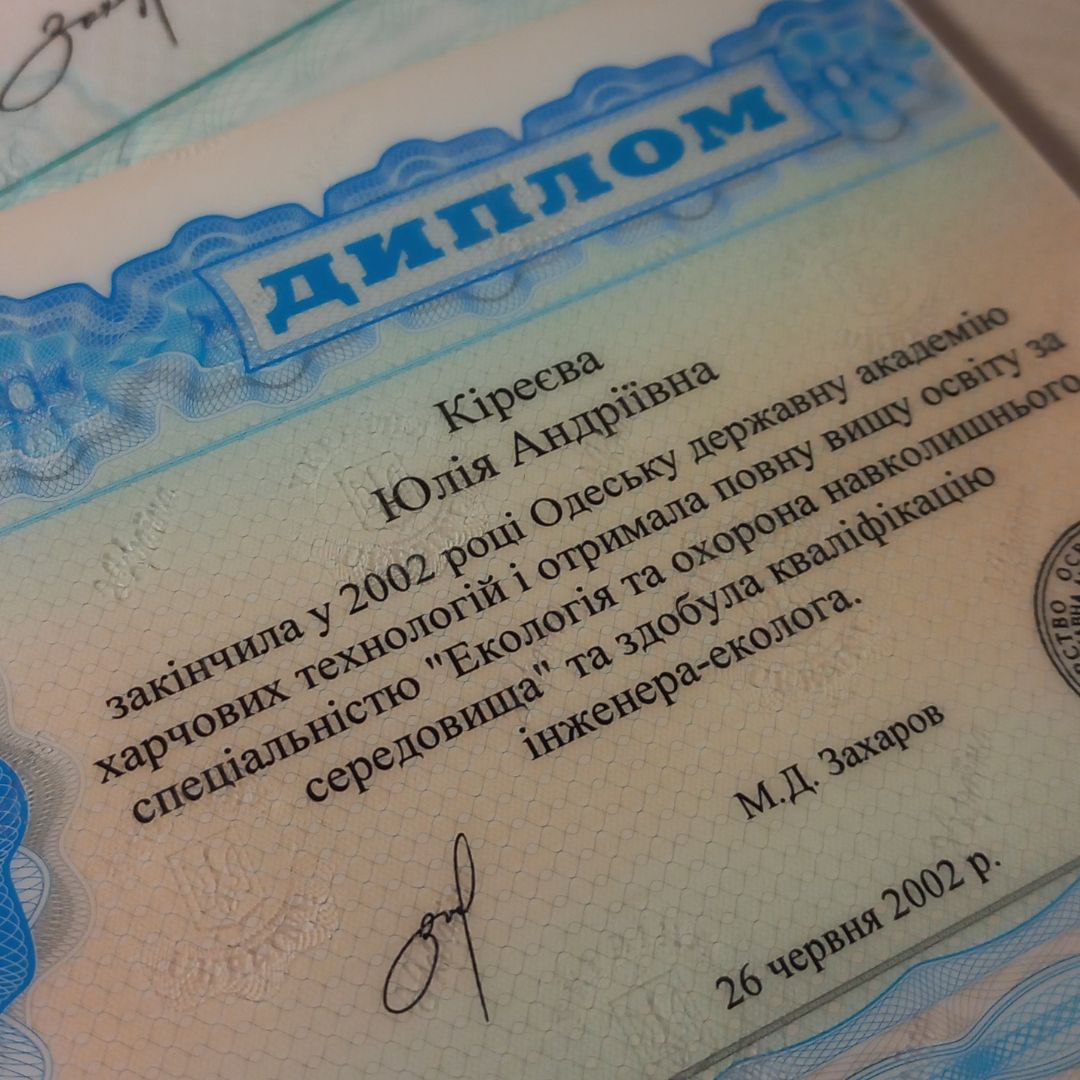 ДИПЛОМ
Кіреєва
Юлія Андріївна
закінчила у 2002 році Одеську державну академію
харчових технологій і отримала повну вищу освіту за
спеціальністю "Екологія та охорона навколишнього
середовища" та здобула кваліфікацію
інженера-еколога.
М.Д. Захаров
26 червня 2002 р.